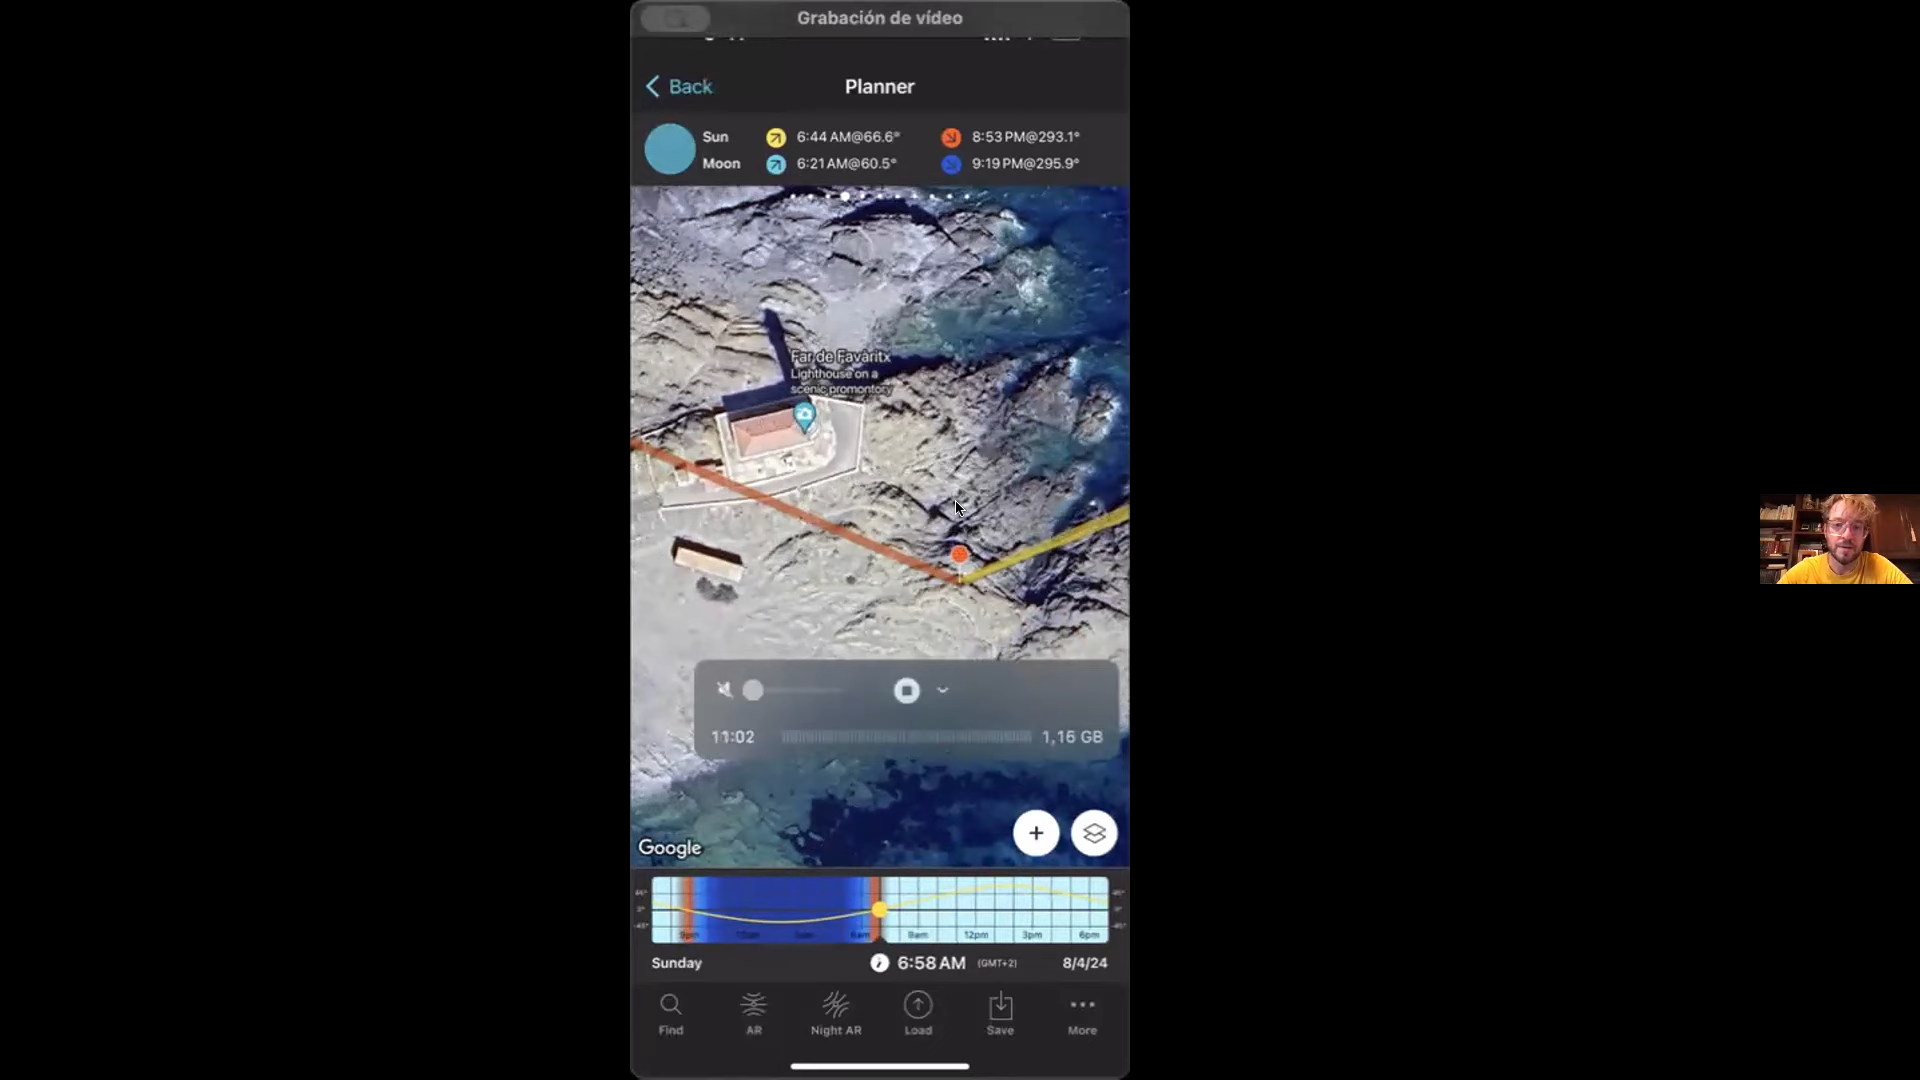 Grabación de vídeo
Back
Planner
Sun
6:44 AM@66.6°
8:53 PM@293.1°
Moon
6:21 AM@60.5°
9:19 PM@295.9°
Far de Favàritx
Lighthouse on a
scenic promontory
11:02
1,16 GB
Google
9pm
6am
9am
12pm
3pm
6pm
Sunday
6:58 AM
(GMT+2)
8/4/24
Find
AR
Night AR
Load
Save
More